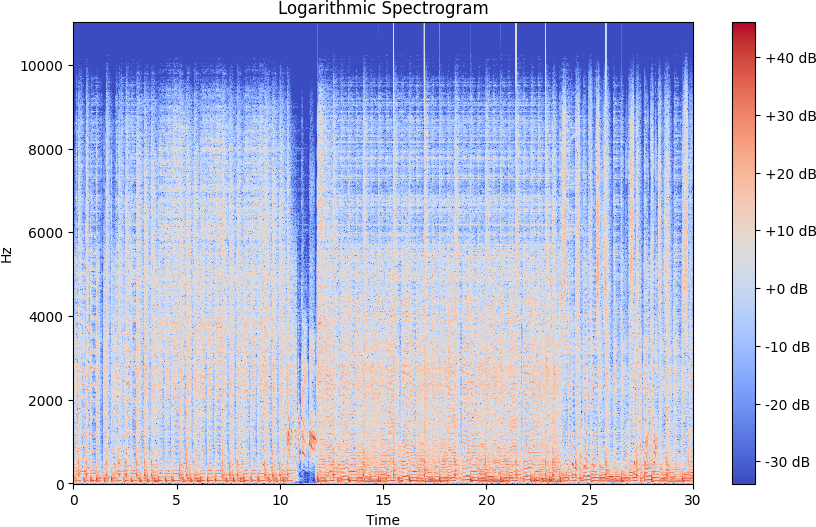 Logarithmic Spectrogram
Hz
10000
8000
6000
4000
2000
0
0 5 10 15 20 25 30
Time
+40 dB
+30 dB
+20 dB
+10 dB
+0 dB
-10 dB
-20 dB
-30 dB